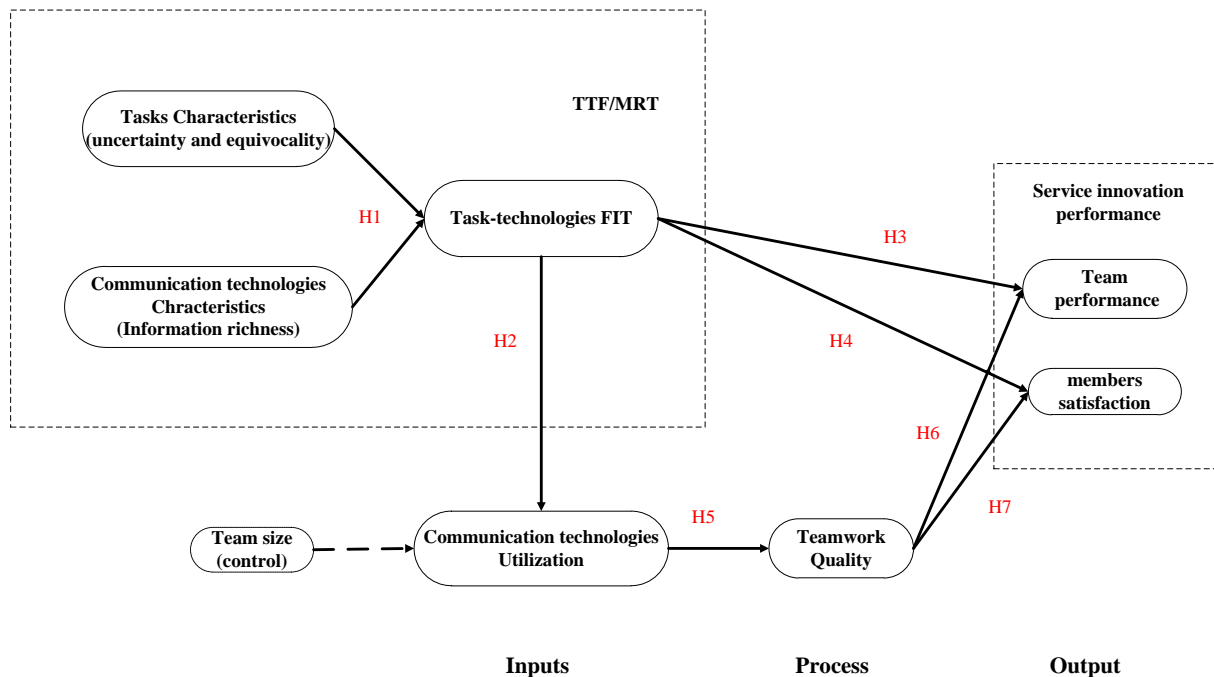 TTF/MRT
Tasks Characteristics
(uncertainty and equivocality)
H1
Task-technologies FIT
Communication technologies
Chracteristics
(Information richness)
H2
H3
H4
Service innovation
performance
Team
performance
members
satisfaction
H6
H7
Team size
(control)
Communication technologies
Utilization
H5
Teamwork
Quality
Inputs
Process
Output